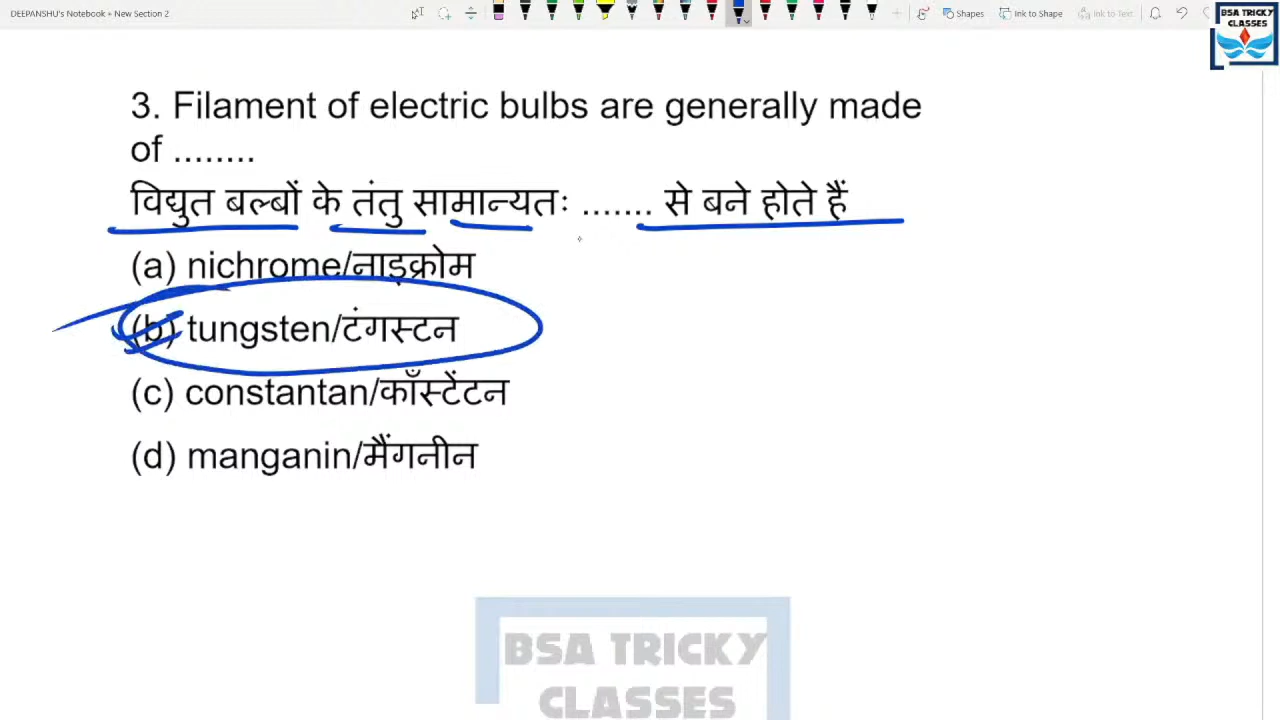 DEEPANSHU's Notebook › New Section 2
Shapes
Ink to Shape
Ink to Text
BSA TRICKY
CLASSES
3. Filament of electric bulbs are generally made
of ........
विद्युत बल्बों के तंतु सामान्यतः ....... से बने होते हैं
(a) nichrome/नाइक्रोम
(b) tungsten/टंगस्टन
(c) constantan/काँस्टेंटन
(d) manganin/मैंगनीन
BSA TRICKY
CLASSES